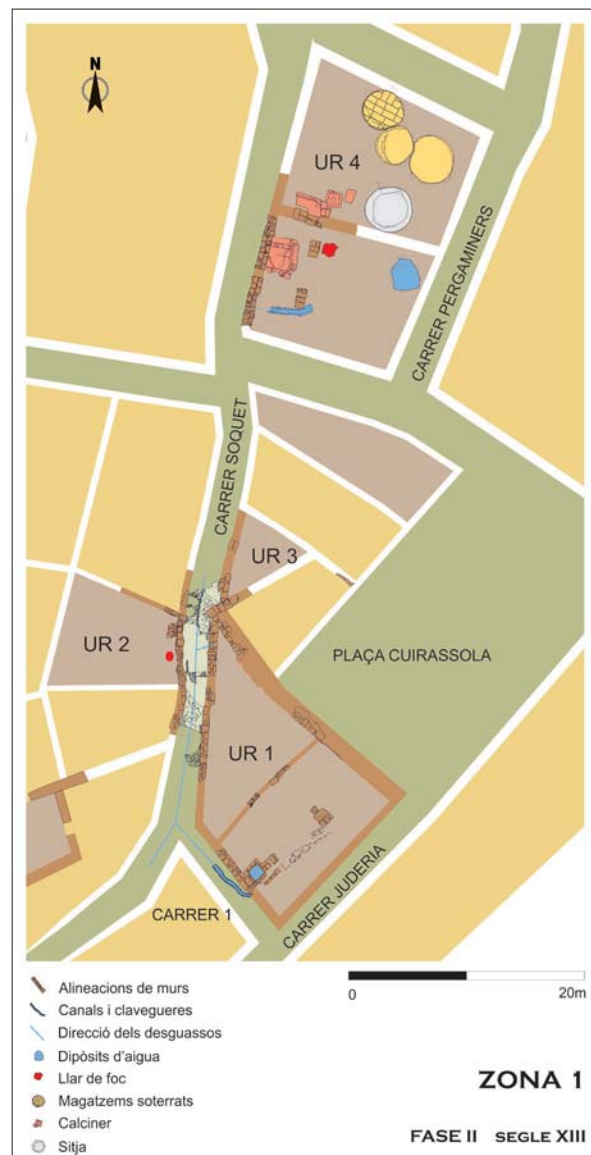 N
UR 4
CARRER PERGAMINERS
CARRER SOQUET
UR 3
UR 2
PLAÇA CUIRASSOLA
UR 1
CARRER JUDERIA
CARRER 1
Alineacions de murs
Canals i clavegueres
Direcció dels desguassos
Dipòsits d'aigua
Llar de foc
Magatzems soterrats
Calciner
Sitja
0 20m
ZONA 1
FASE II SEGLE XIII